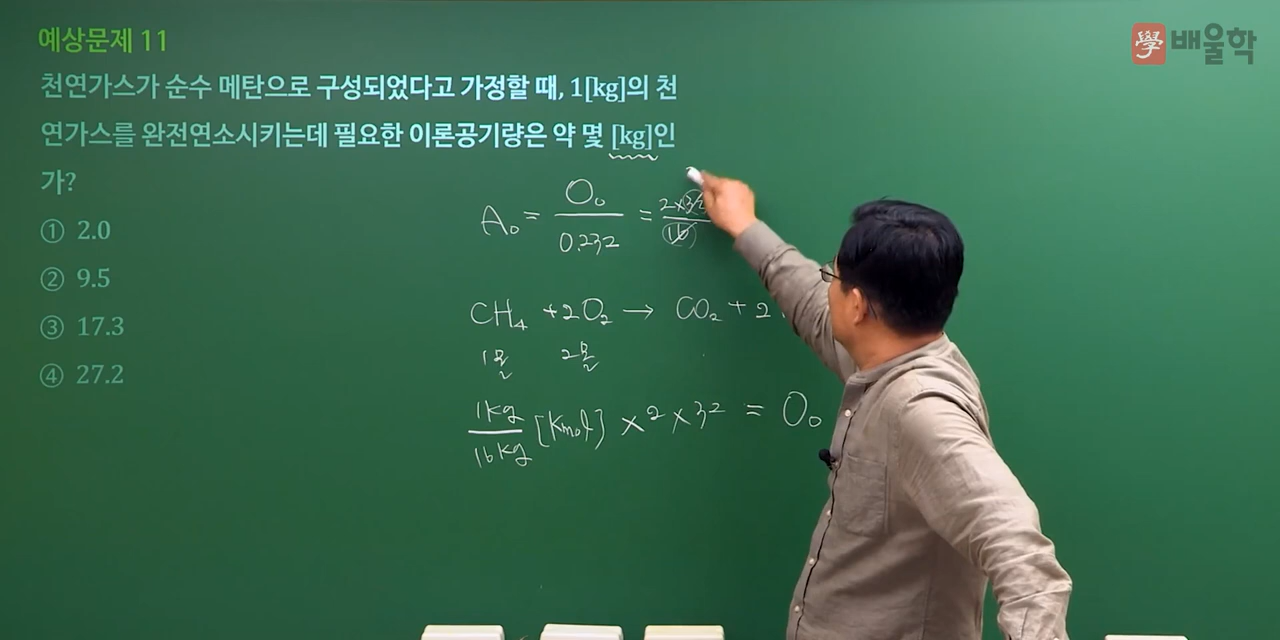 예상문제 11
學 배울학
천연가스가 순수 메탄으로 구성되었다고 가정할 때, 1[kg]의 천
연가스를 완전연소시키는데 필요한 이론공기량은 약 몇 [kg]인
가?
① 2.0
② 9.5
③ 17.3
④ 27.2
A₀ = O₀ / 0.232 = 2×32 / 16
CH₄ + 2O₂ → CO₂ + 2
1몰 2몰
1kg / 16kg [Kmol] × 2 × 32 = O₀